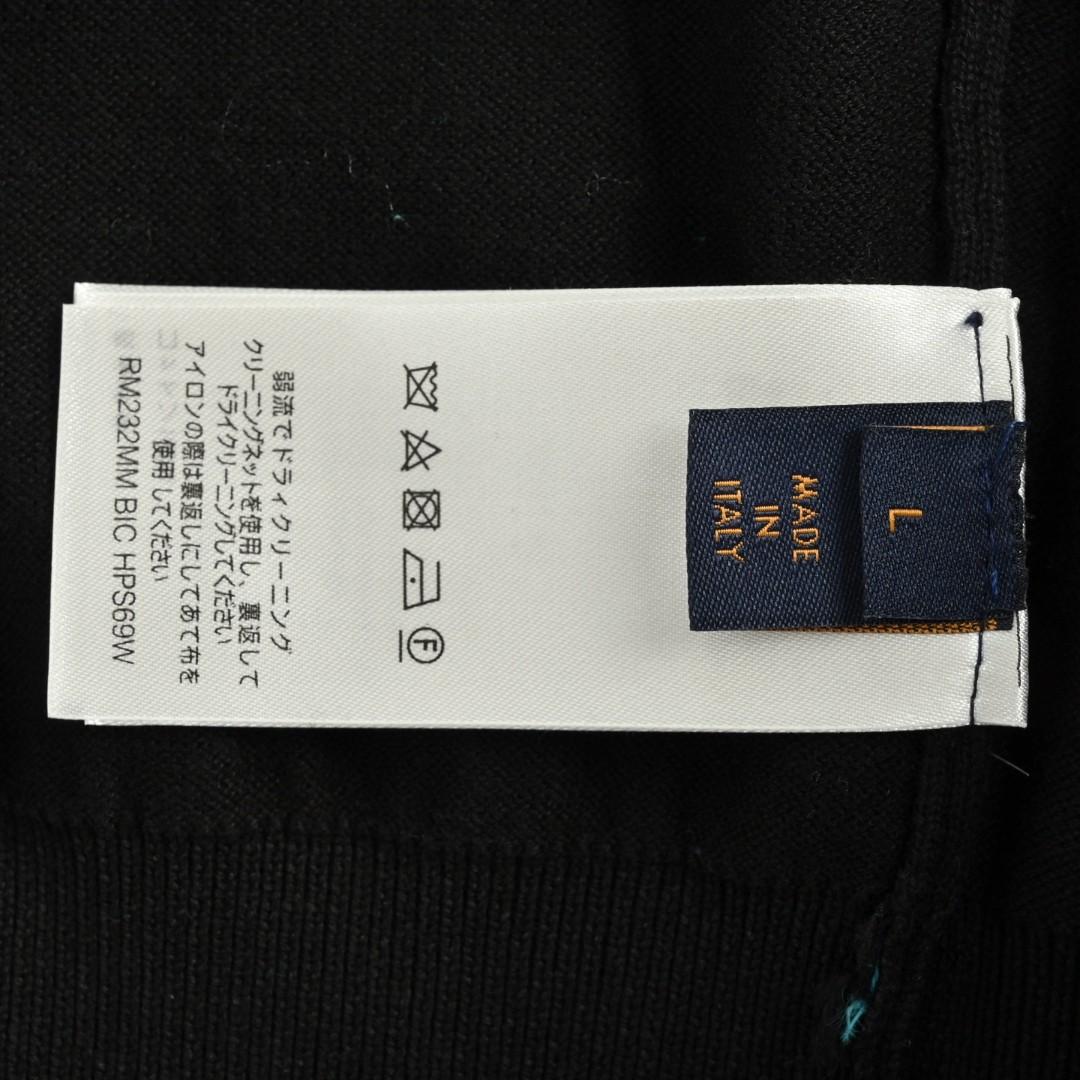 弱流でドライクリーニング
クリーニングネットを使用し、裏返して
ドライクリーニングしてください
アイロンの際は裏返しにしてあて布を
使用してください
RM232MM BIC HPS69W
F
L
MADE
IN
ITALY